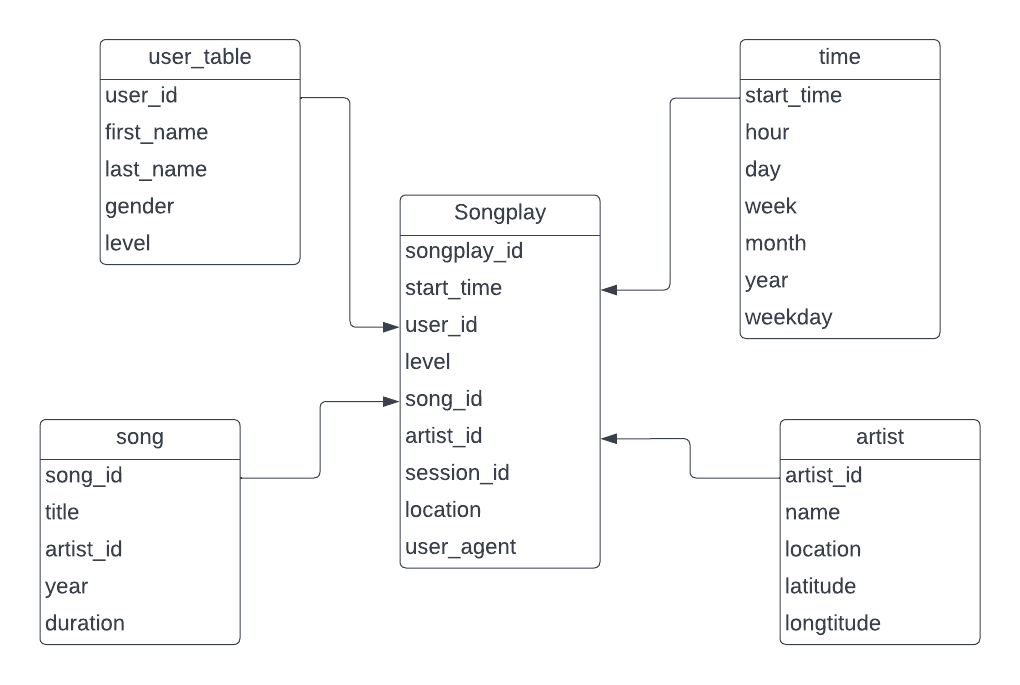 user_table
user_id
first_name
last_name
gender
level
time
start_time
hour
day
week
month
year
weekday
Songplay
songplay_id
start_time
user_id
level
song_id
artist_id
session_id
location
user_agent
song
song_id
title
artist_id
year
duration
artist
artist_id
name
location
latitude
longtitude